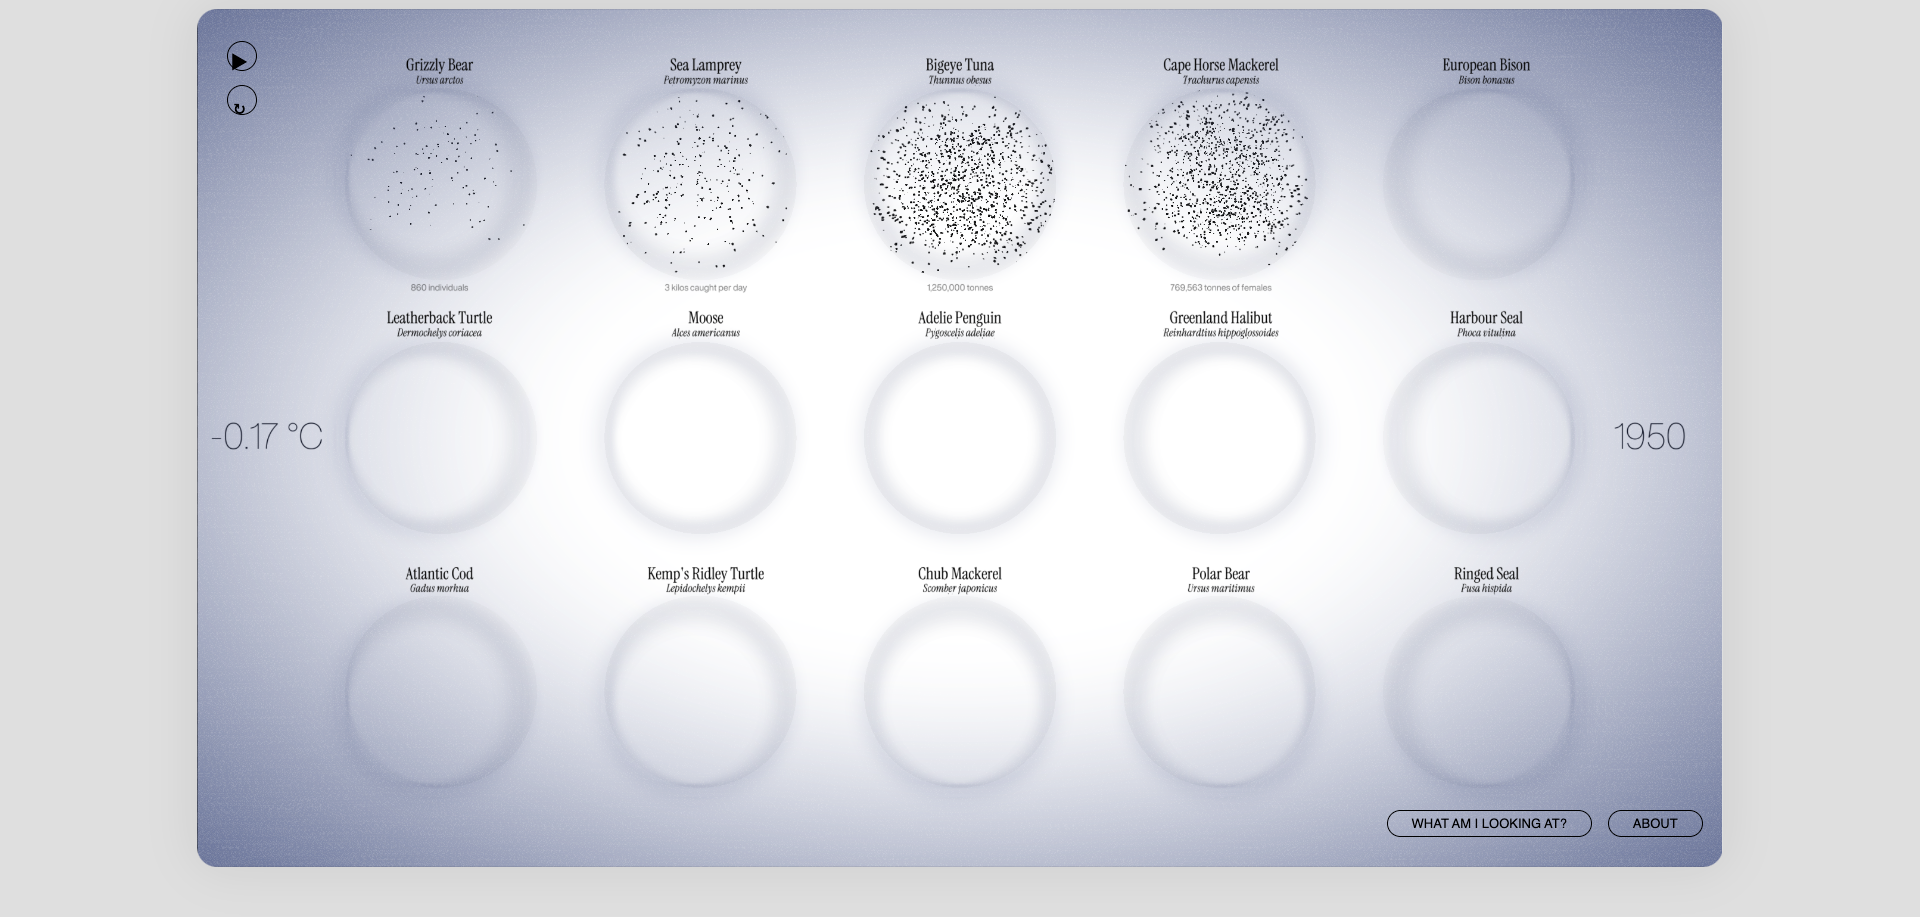 Grizzly Bear
Ursus arctos
Sea Lamprey
Petromyzon marinus
Bigeye Tuna
Thunnus obesus
Cape Horse Mackerel
Trachurus capensis
European Bison
Bison bonasus
860 individuals
3 kilos caught per day
1,250,000 tonnes
769,563 tonnes of females
Leatherback Turtle
Dermochelys coriacea
Moose
Alces americanus
Adelie Penguin
Pygoscelis adeliae
Greenland Halibut
Reinhardtius hippoglossoides
Harbour Seal
Phoca vitulina
-0.17 °C
1950
Atlantic Cod
Gadus morhua
Kemp's Ridley Turtle
Lepidochelys kempii
Chub Mackerel
Scomber japonicus
Polar Bear
Ursus maritimus
Ringed Seal
Pusa hispida
WHAT AM I LOOKING AT?
ABOUT